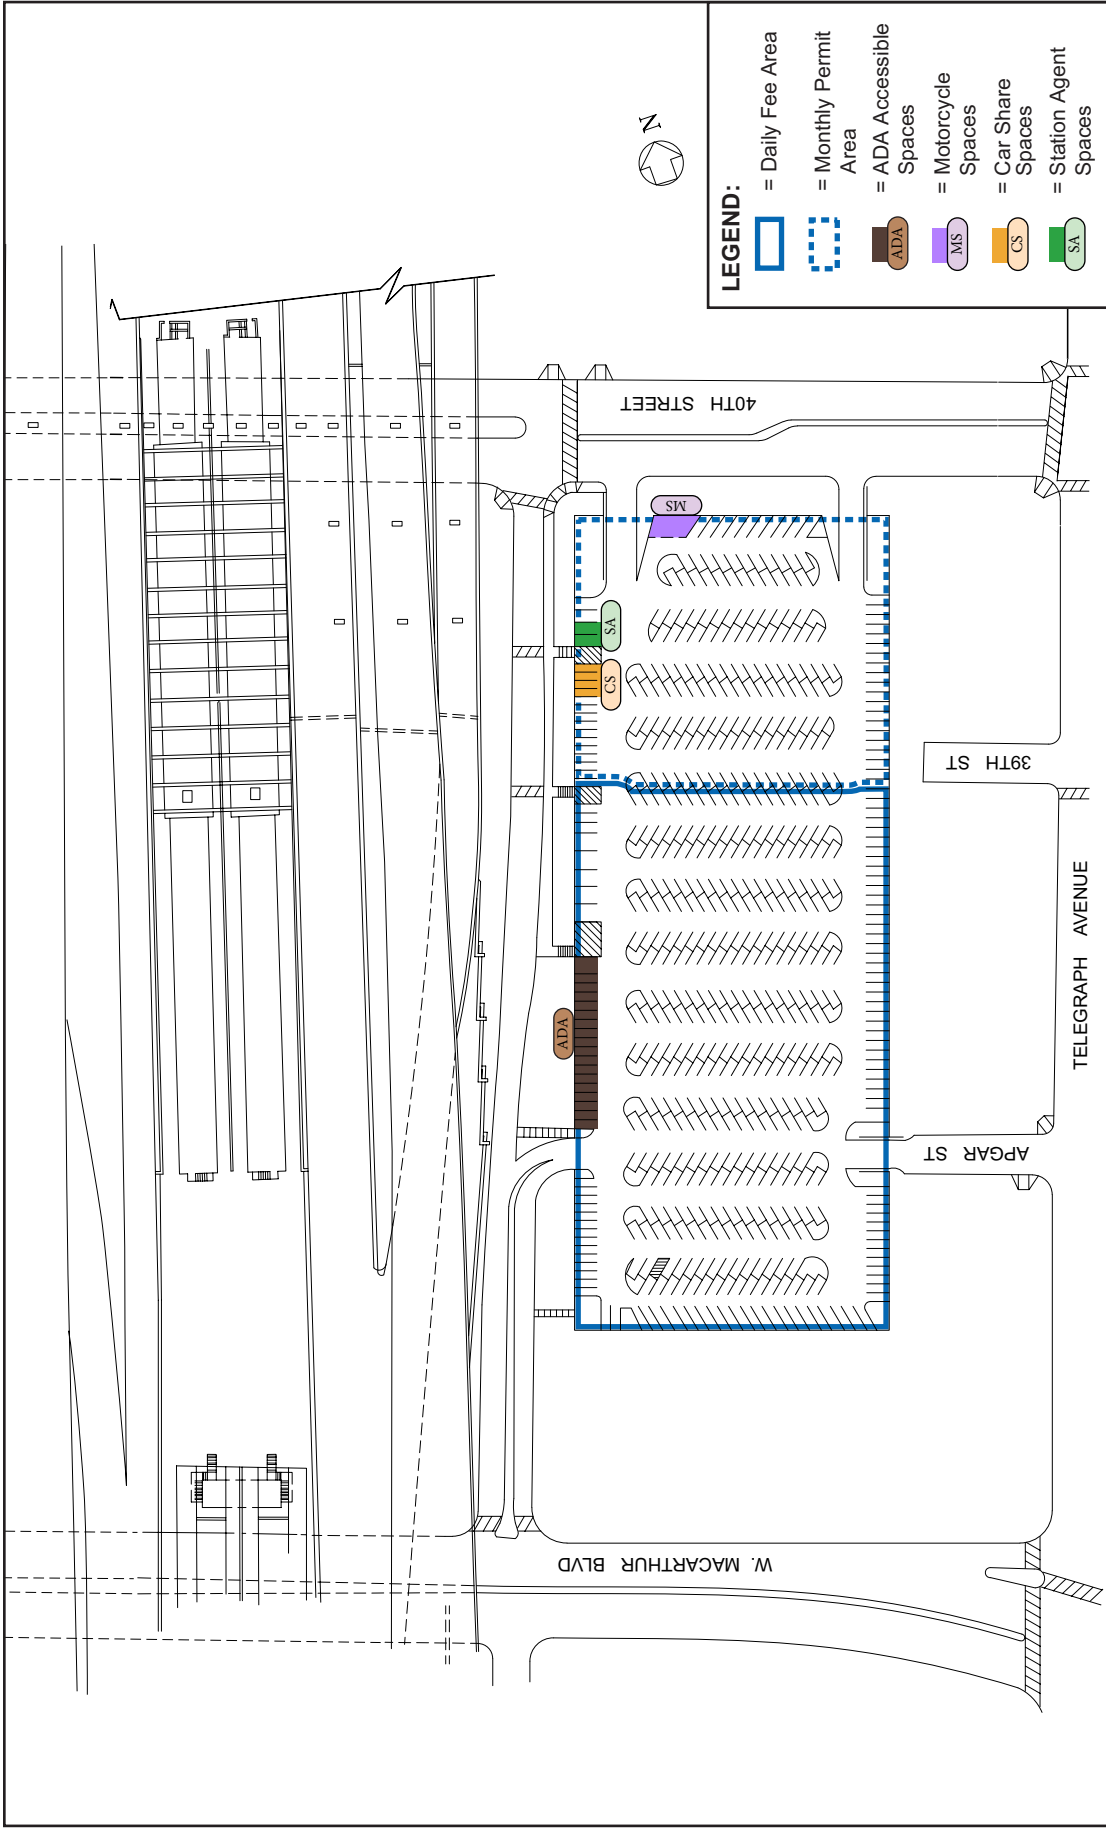 N
LEGEND:
= Daily Fee Area
= Monthly Permit
Area
ADA
= ADA Accessible
Spaces
MS
= Motorcycle
Spaces
CS
= Car Share
Spaces
SA
= Station Agent
Spaces
40TH STREET
MS
SA
CS
ADA
39TH ST
TELEGRAPH AVENUE
APGAR ST
W. MACARTHUR BLVD